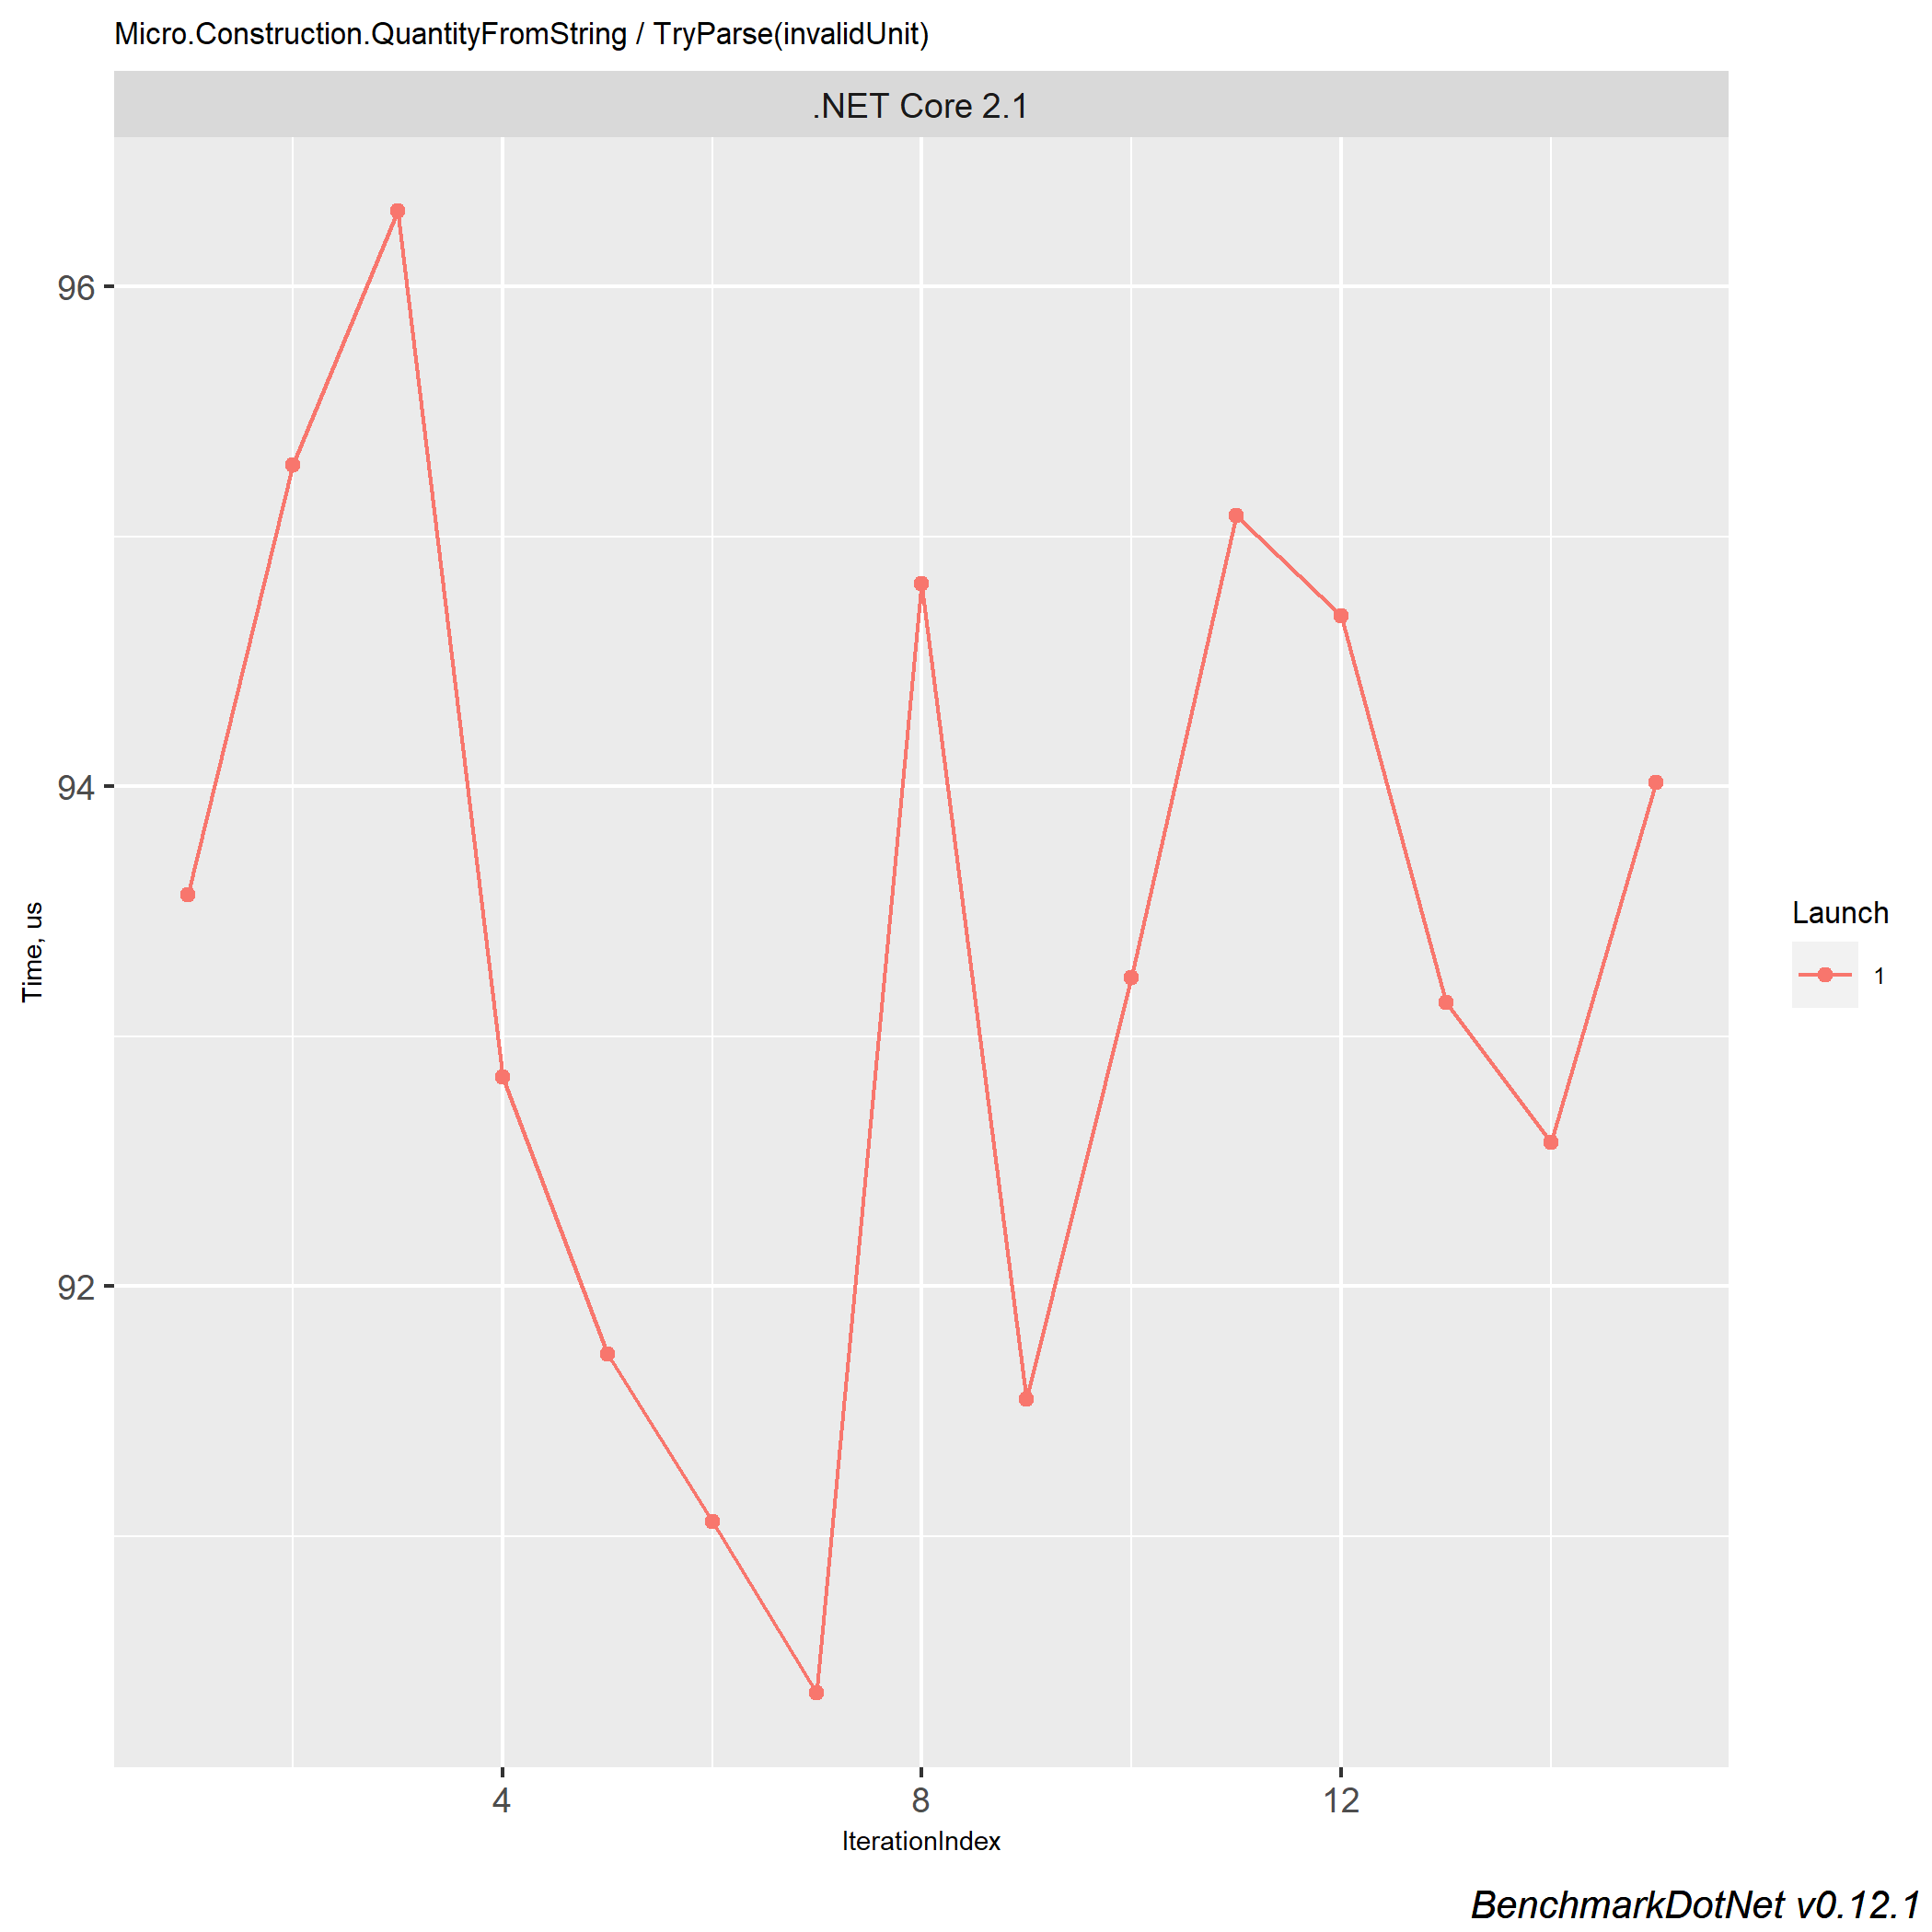 Micro.Construction.QuantityFromString / TryParse(invalidUnit)
.NET Core 2.1
96
94
92
Time, us
4
8
12
IterationIndex
Launch
1
BenchmarkDotNet v0.12.1